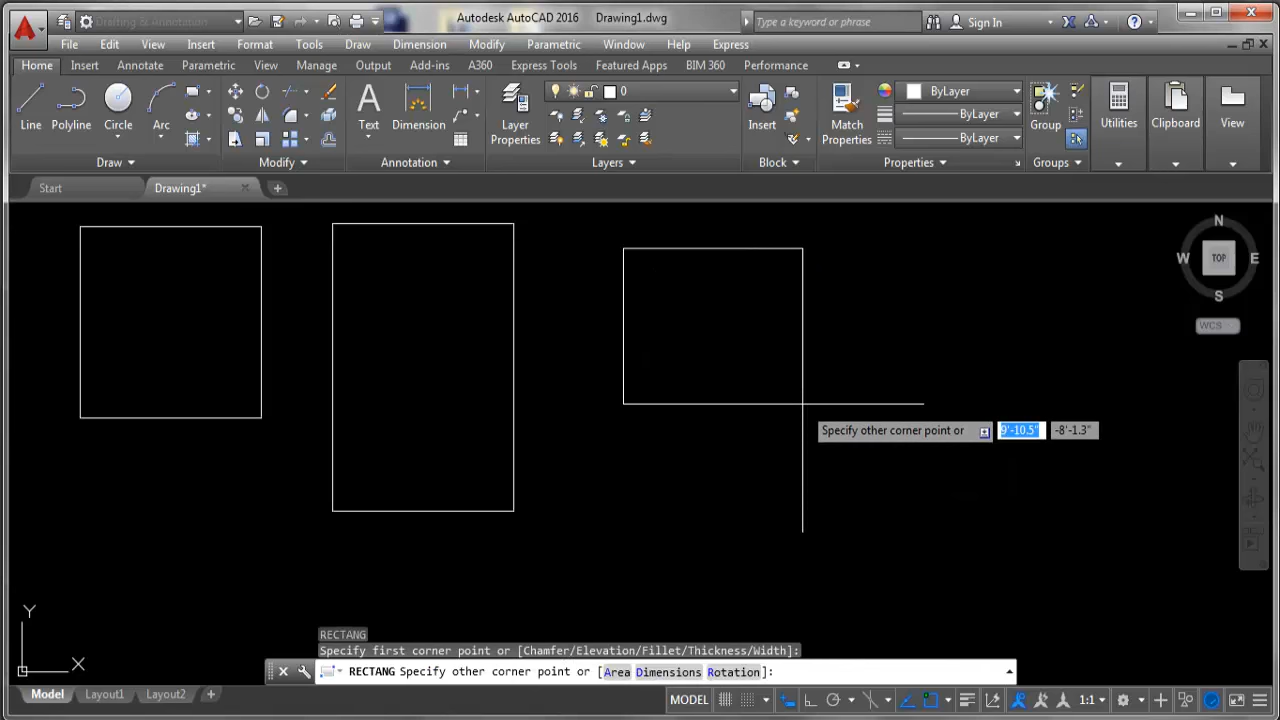 Drafting & Annotation
Autodesk AutoCAD 2016 Drawing1.dwg
Type a keyword or phrase
Sign In
File Edit View Insert Format Tools Draw Dimension Modify Parametric Window Help Express
Home Insert Annotate Parametric View Manage Output Add-ins A360 Express Tools Featured Apps BIM 360 Performance
0
ByLayer
ByLayer
ByLayer
Line Polyline Circle Arc Text Dimension Layer Properties Insert Match Properties Group Utilities Clipboard View
Draw Modify Annotation Layers Block Properties Groups
Start Drawing1*
N
W TOP E
S
WCS
Specify other corner point or 9'-10.5" -8'-1.3"
Y
X
RECTANG
Specify first corner point or [Chamfer/Elevation/Fillet/Thickness/Width]:
RECTANG Specify other corner point or [Area Dimensions Rotation]:
Model Layout1 Layout2 MODEL 1:1